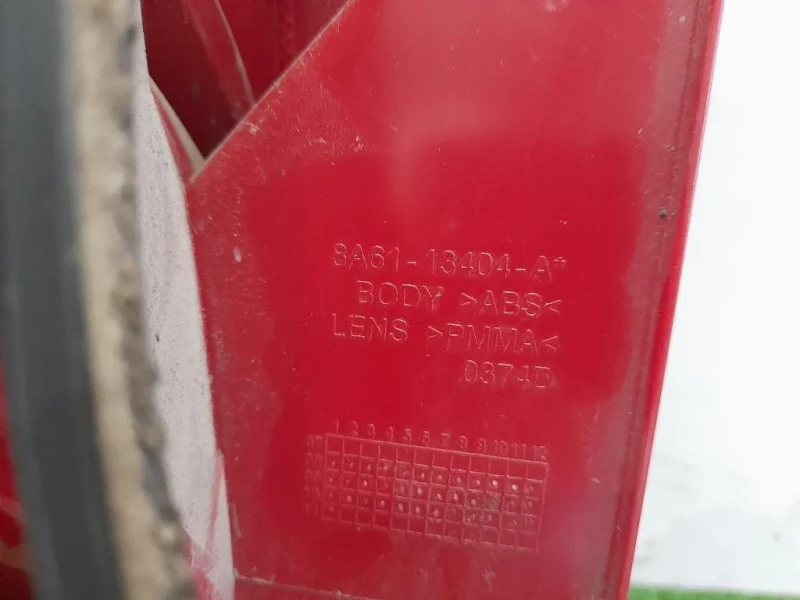 8A61-13404-A*
BODY >ABS<
LENS >PMMA<
0374D
1 2 3 4 5 6 7 8 9 10 11 12
07